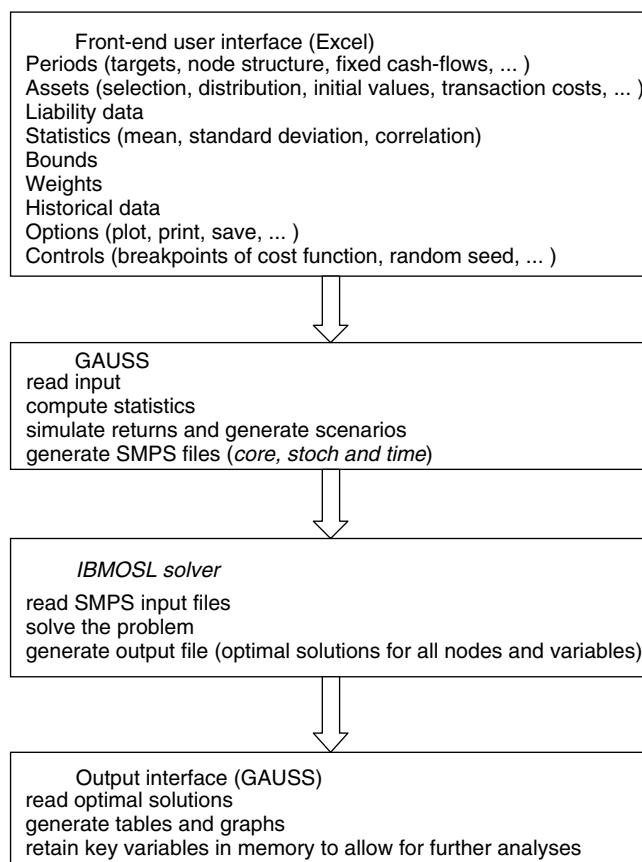 Front-end user interface (Excel)
Periods (targets, node structure, fixed cash-flows, ... )
Assets (selection, distribution, initial values, transaction costs, ... )
Liability data
Statistics (mean, standard deviation, correlation)
Bounds
Weights
Historical data
Options (plot, print, save, ... )
Controls (breakpoints of cost function, random seed, ... )
GAUSS
read input
compute statistics
simulate returns and generate scenarios
generate SMPS files (core, stoch and time)
IBMOSL solver
read SMPS input files
solve the problem
generate output file (optimal solutions for all nodes and variables)
Output interface (GAUSS)
read optimal solutions
generate tables and graphs
retain key variables in memory to allow for further analyses